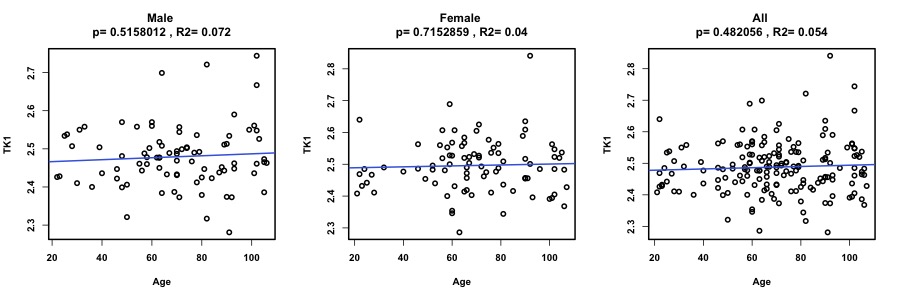 Male
p= 0.5158012 , R2= 0.072
TK1
2.3 2.4 2.5 2.6 2.7
20 40 60 80 100
Age
Female
p= 0.7152859 , R2= 0.04
TK1
2.3 2.4 2.5 2.6 2.7 2.8
20 40 60 80 100
Age
All
p= 0.482056 , R2= 0.054
TK1
2.3 2.4 2.5 2.6 2.7 2.8
20 40 60 80 100
Age